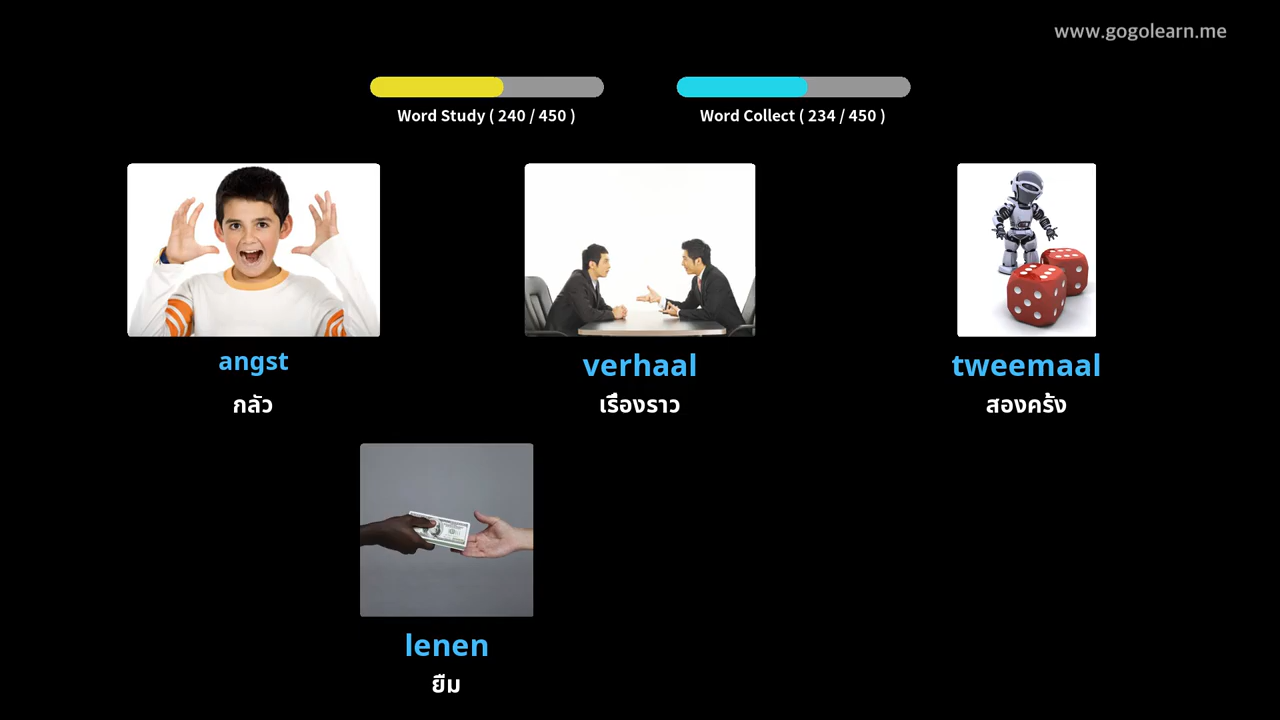 www.gogolearn.me
Word Study ( 240 / 450 )
Word Collect ( 234 / 450 )
angst
verhaal
tweemaal
กลัว
เรื่องราว
สองครั้ง
lenen
ยืม